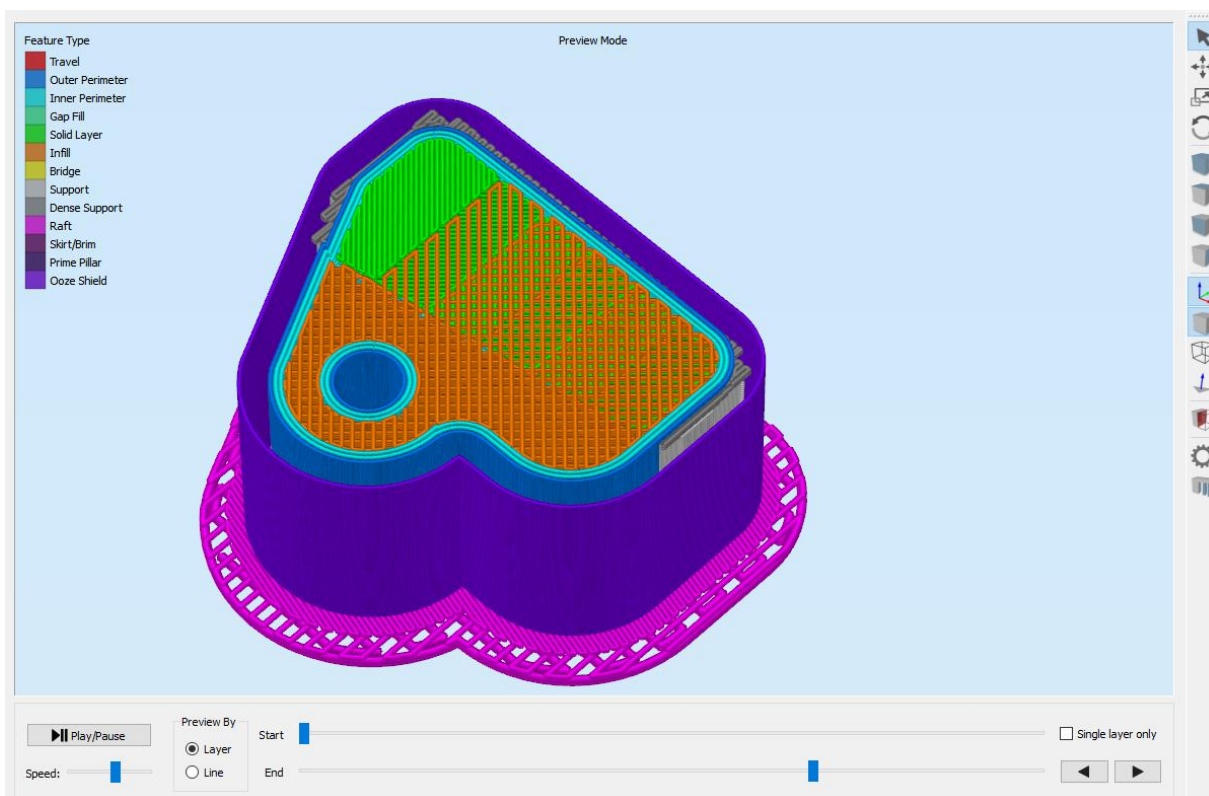 Feature Type
Preview Mode
Travel
Outer Perimeter
Inner Perimeter
Gap Fill
Solid Layer
Infill
Bridge
Support
Dense Support
Raft
Skirt/Brim
Prime Pillar
Ooze Shield
Play/Pause
Speed:
Preview By
Layer
Line
Start
End
Single layer only